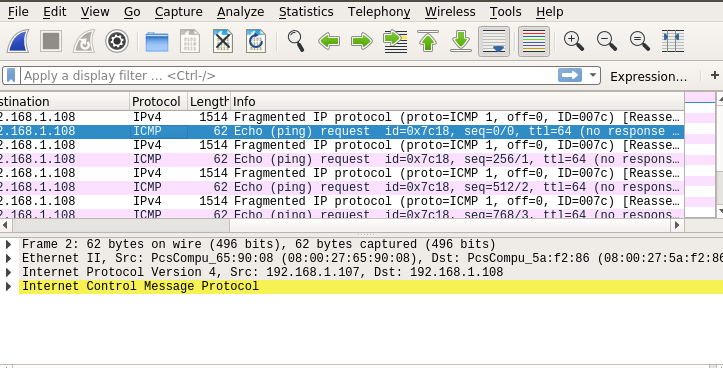 File Edit View Go Capture Analyze Statistics Telephony Wireless Tools Help
Apply a display filter ... <Ctrl-/> Expression... +
stination Protocol Length Info
2.168.1.108 IPv4 1514 Fragmented IP protocol (proto=ICMP 1, off=0, ID=007c) [Reasse…
2.168.1.108 ICMP 62 Echo (ping) request id=0x7c18, seq=0/0, ttl=64 (no response …
2.168.1.108 IPv4 1514 Fragmented IP protocol (proto=ICMP 1, off=0, ID=007c) [Reasse…
2.168.1.108 ICMP 62 Echo (ping) request id=0x7c18, seq=256/1, ttl=64 (no respons…
2.168.1.108 IPv4 1514 Fragmented IP protocol (proto=ICMP 1, off=0, ID=007c) [Reasse…
2.168.1.108 ICMP 62 Echo (ping) request id=0x7c18, seq=512/2, ttl=64 (no respons…
2.168.1.108 IPv4 1514 Fragmented IP protocol (proto=ICMP 1, off=0, ID=007c) [Reasse…
2.168.1.108 ICMP 62 Echo (ping) request id=0x7c18, seq=768/3, ttl=64 (no respons…
Frame 2: 62 bytes on wire (496 bits), 62 bytes captured (496 bits)
Ethernet II, Src: PcsCompu_65:90:08 (08:00:27:65:90:08), Dst: PcsCompu_5a:f2:86 (08:00:27:5a:f2:86
Internet Protocol Version 4, Src: 192.168.1.107, Dst: 192.168.1.108
Internet Control Message Protocol